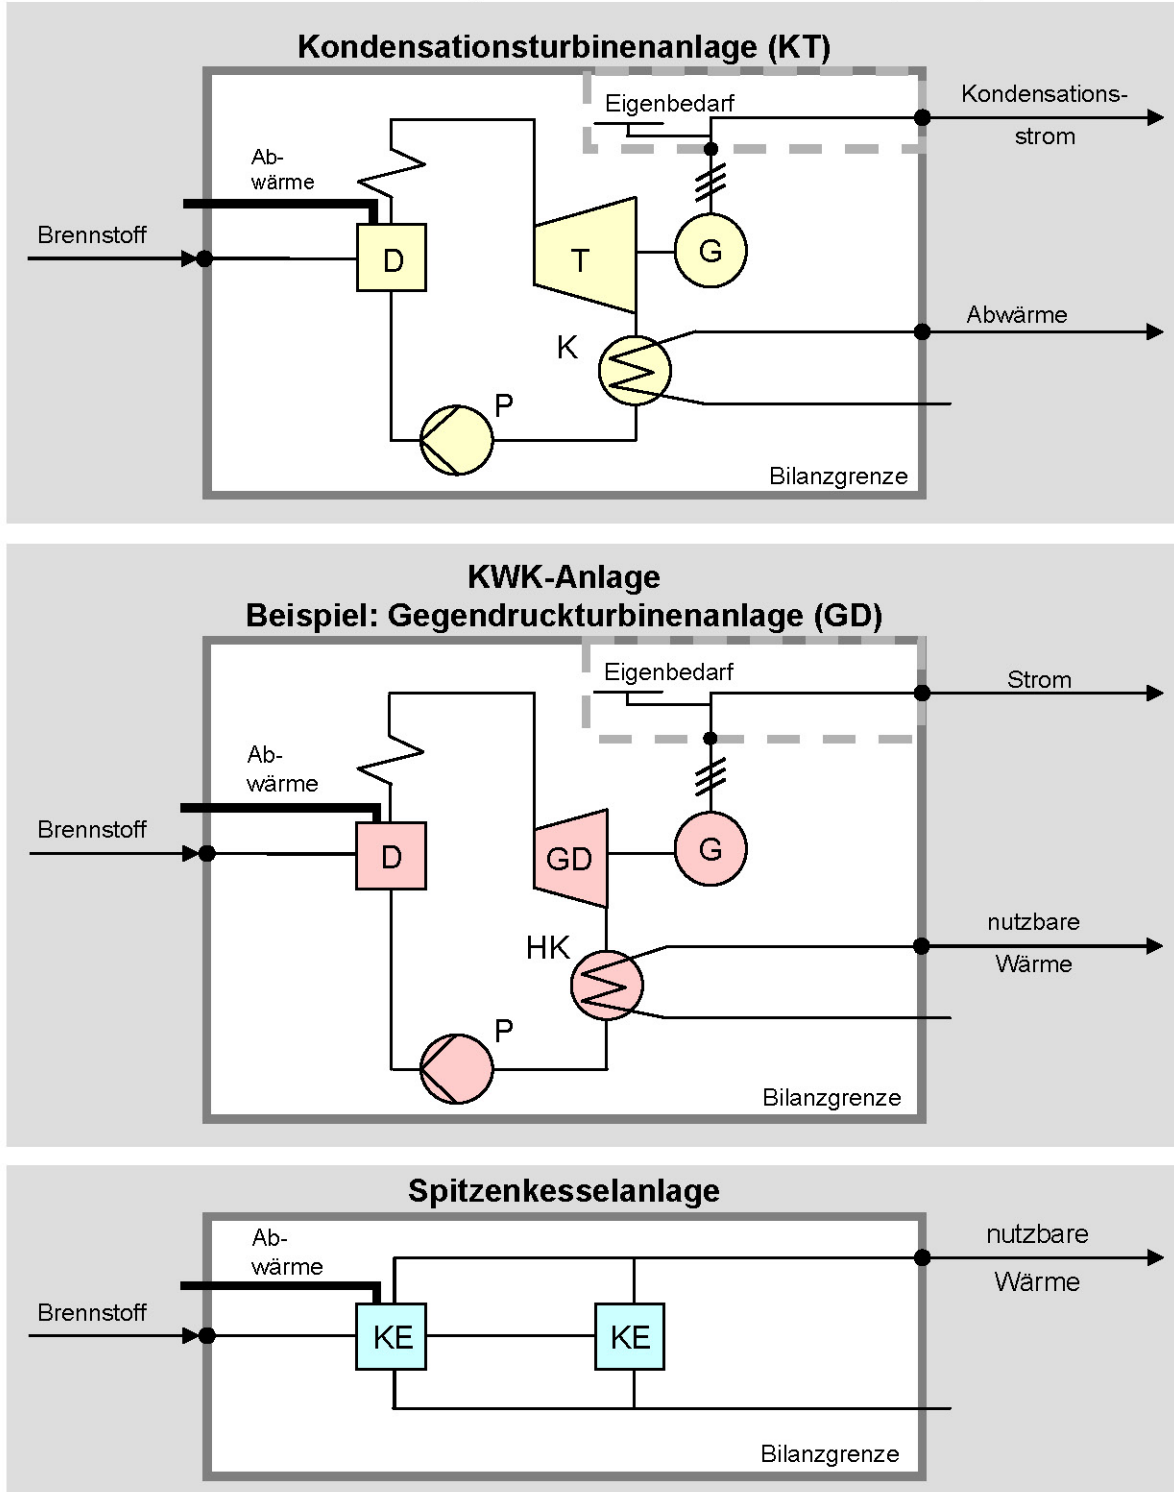 Kondensationsturbinenanlage (KT)
Eigenbedarf
Kondensations-
strom
Ab-
wärme
Brennstoff
D
T
G
Abwärme
K
P
Bilanzgrenze
KWK-Anlage
Beispiel: Gegendruckturbinenanlage (GD)
Eigenbedarf
Strom
Ab-
wärme
Brennstoff
D
GD
G
nutzbare
Wärme
HK
P
Bilanzgrenze
Spitzenkesselanlage
Ab-
wärme
nutzbare
Wärme
Brennstoff
KE
KE
Bilanzgrenze